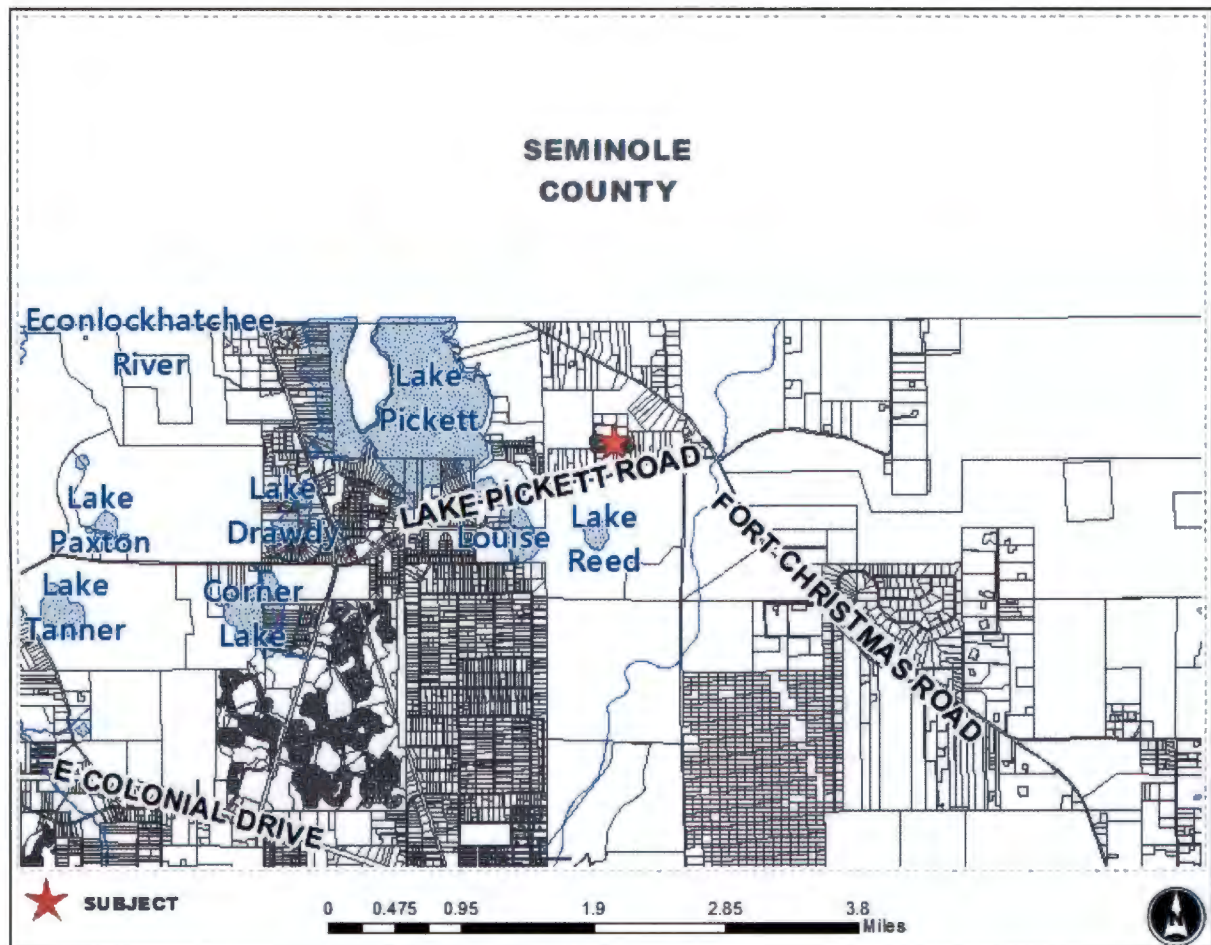 SEMINOLE
COUNTY
Econlockhatchee
River
Lake
Pickett
LAKE PICKETT ROAD
Lake
Paxton
Lake
Drawdy
Louise
Lake
Reed
FORT CHRISTMAS ROAD
Lake
Tanner
Corner
Lake
E COLONIAL DRIVE
SUBJECT
0 0.475 0.95 1.9 2.85 3.8
Miles
N